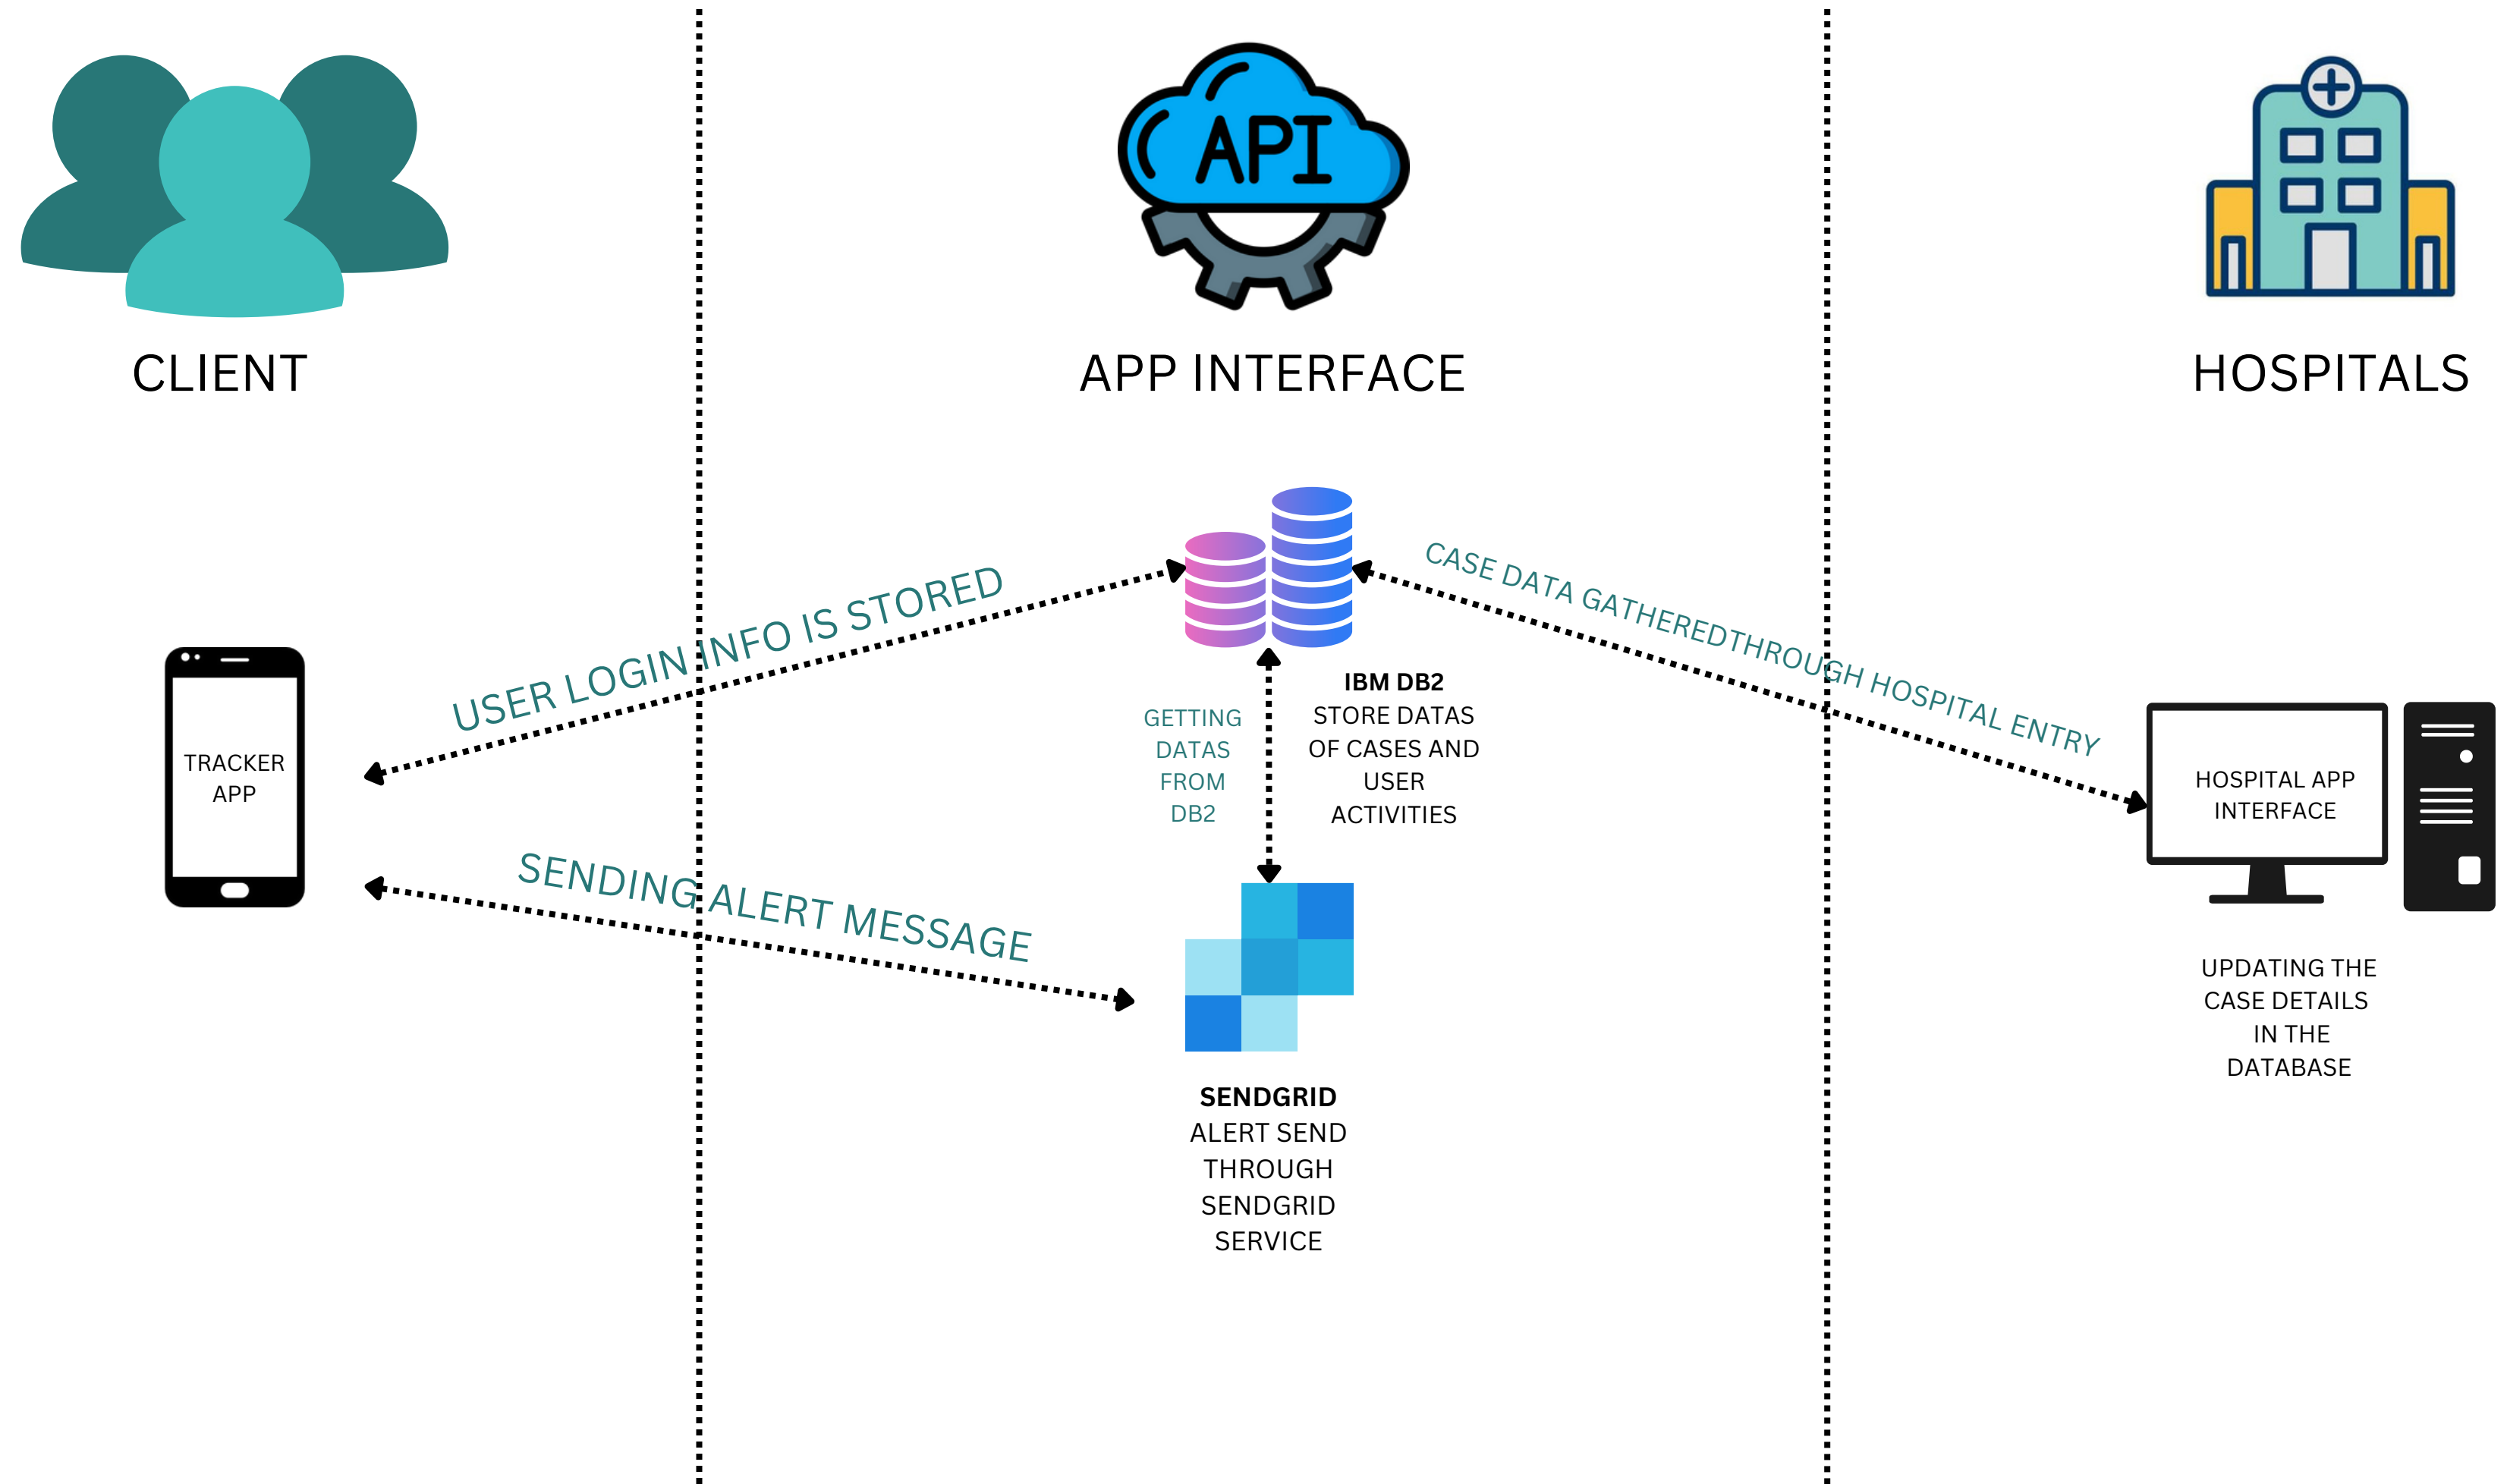 API
CLIENT
APP INTERFACE
HOSPITALS
USER LOGIN INFO IS STORED
CASE DATA GATHEREDTHROUGH HOSPITAL ENTRY
TRACKER
APP
GETTING
DATAS
FROM
DB2
IBM DB2
STORE DATAS
OF CASES AND
USER
ACTIVITIES
HOSPITAL APP
INTERFACE
SENDING ALERT MESSAGE
UPDATING THE
CASE DETAILS
IN THE
DATABASE
SENDGRID
ALERT SEND
THROUGH
SENDGRID
SERVICE